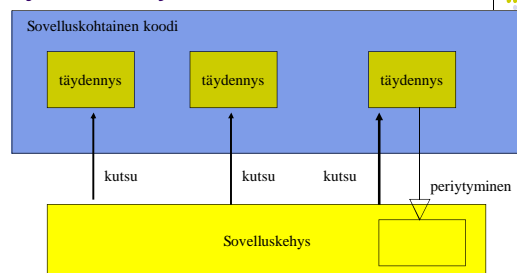 Sovelluskohtainen koodi
täydennys täydennys täydennys
kutsu kutsu kutsu periytyminen
Sovelluskehys